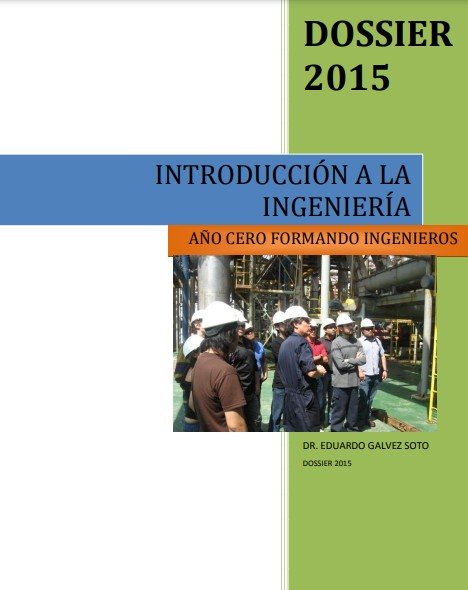 DOSSIER
2015
INTRODUCCIÓN A LA
INGENIERÍA
AÑO CERO FORMANDO INGENIEROS
DR. EDUARDO GALVEZ SOTO
DOSSIER 2015